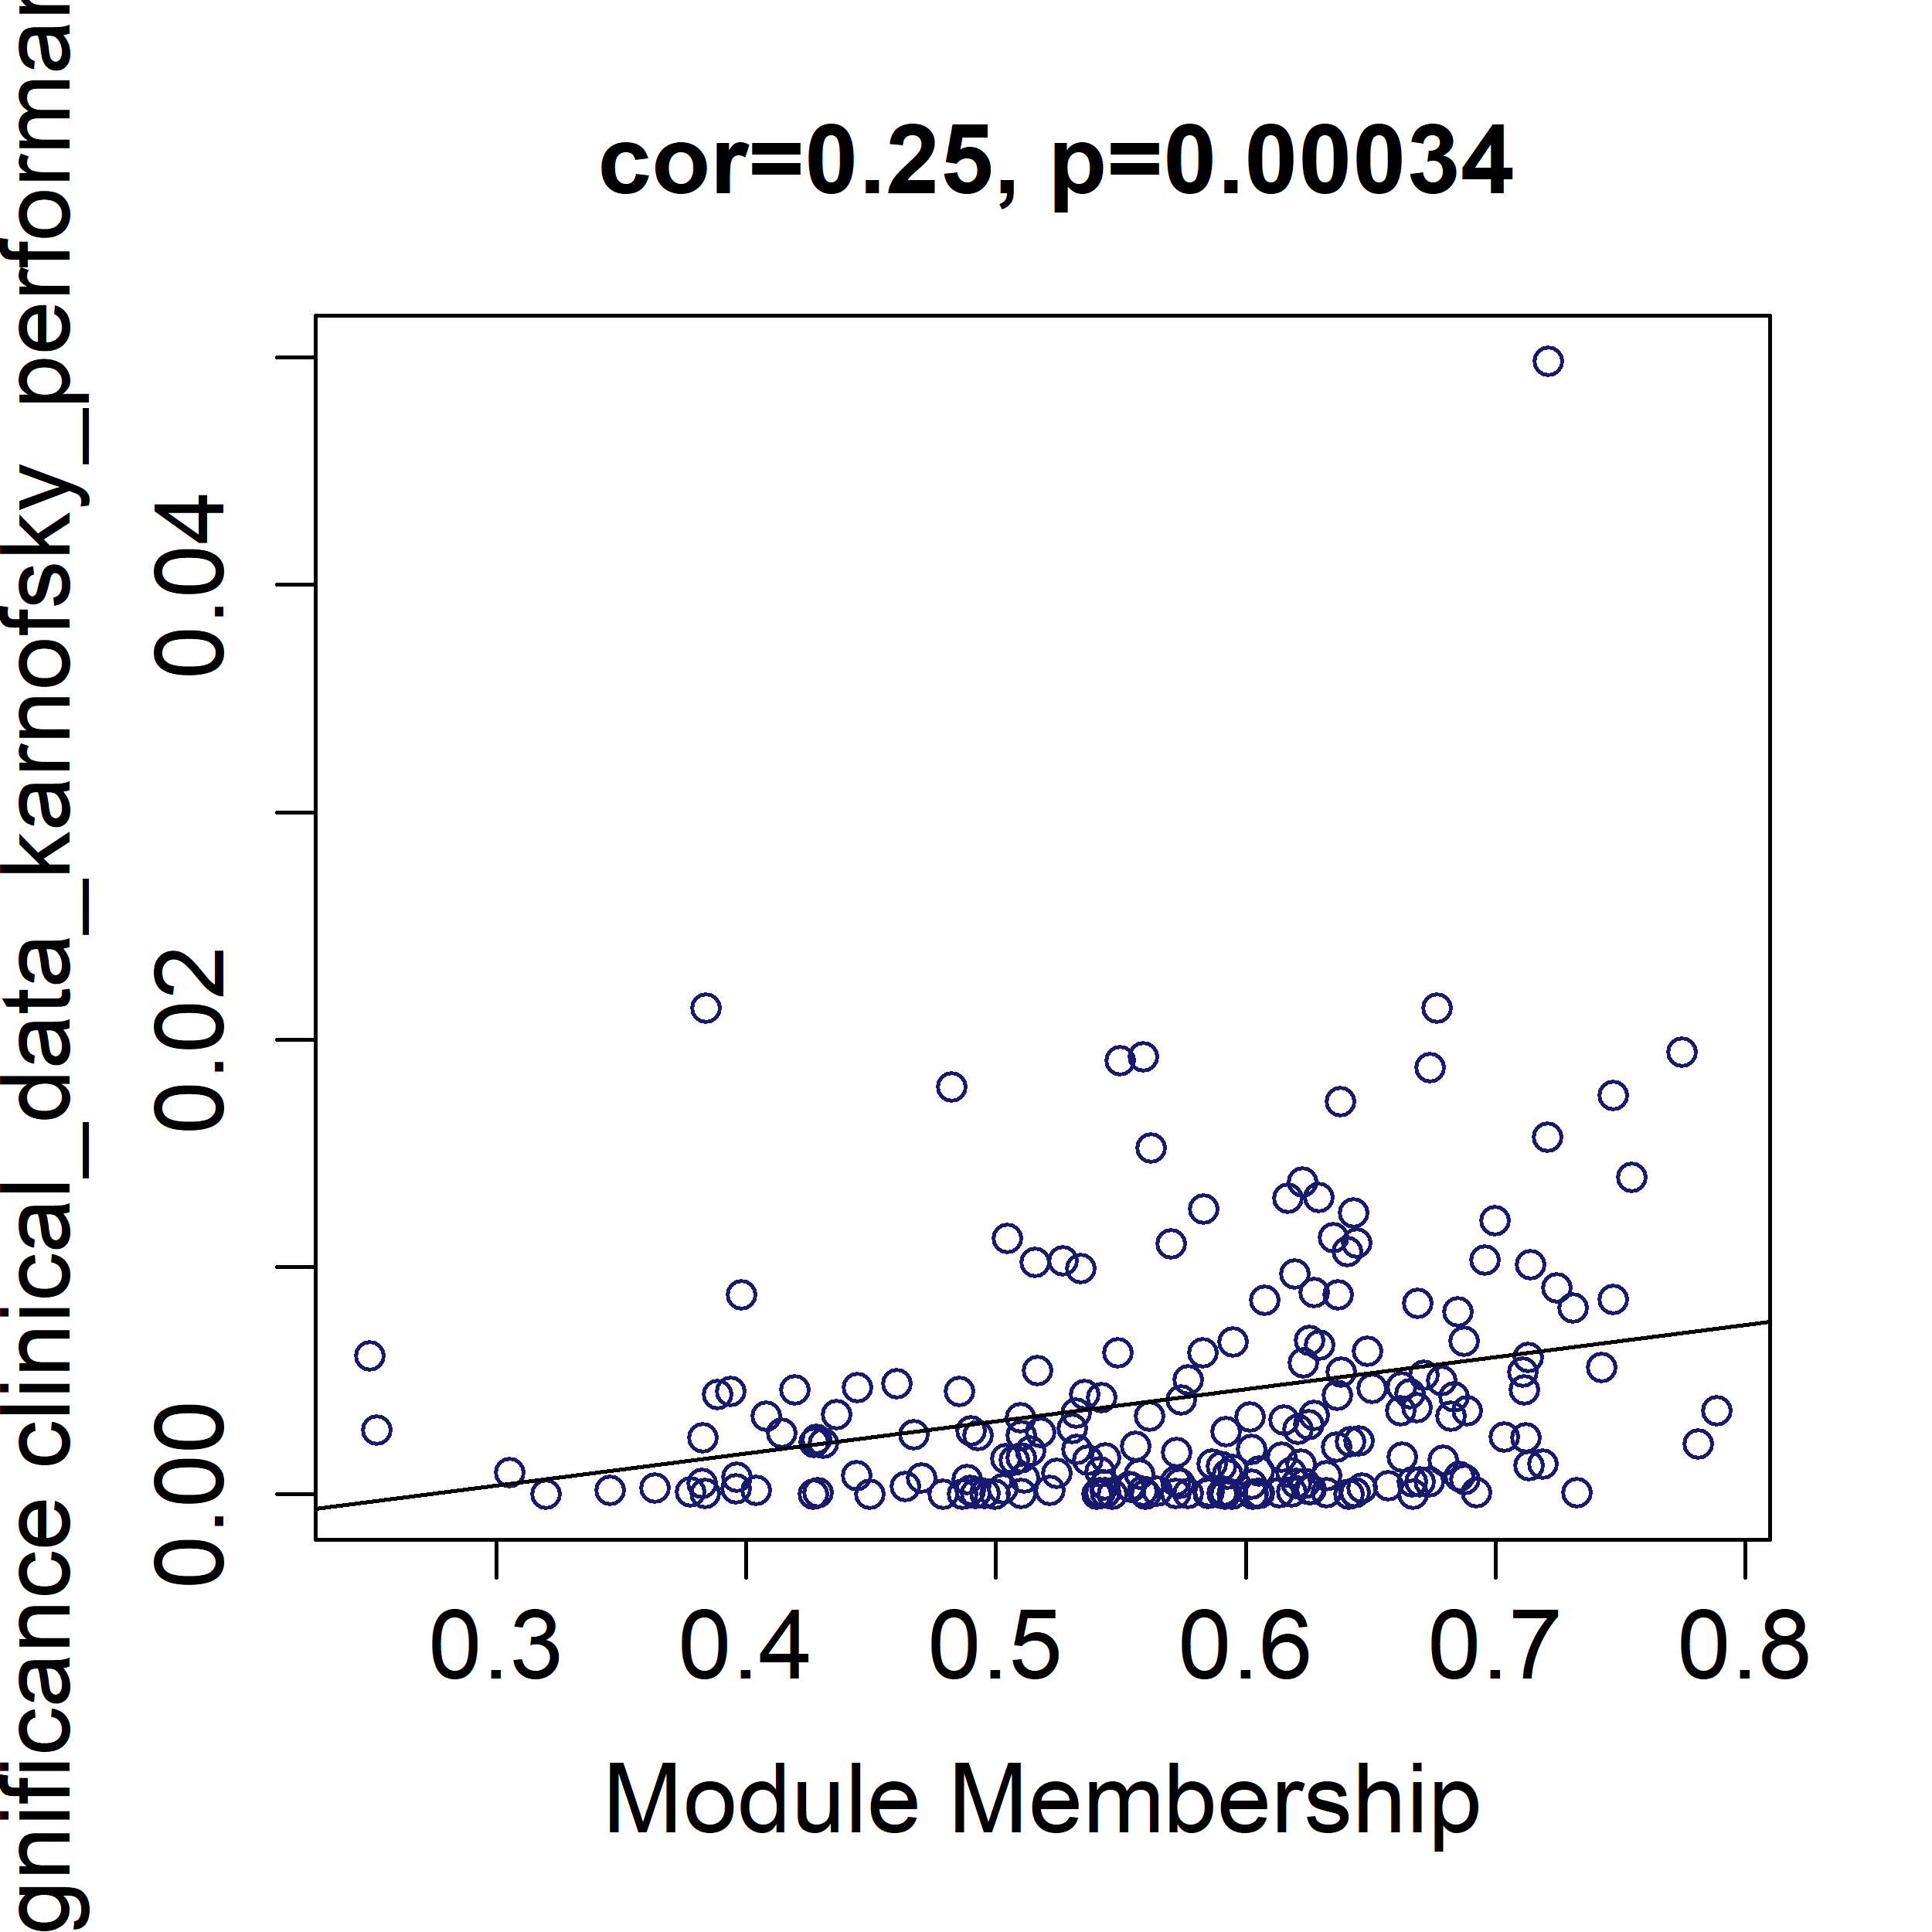 cor=0.25, p=0.00034
gnificance clinical_data_karnofsky_performa
0.04
0.02
0.00
0.3 0.4 0.5 0.6 0.7 0.8
Module Membership